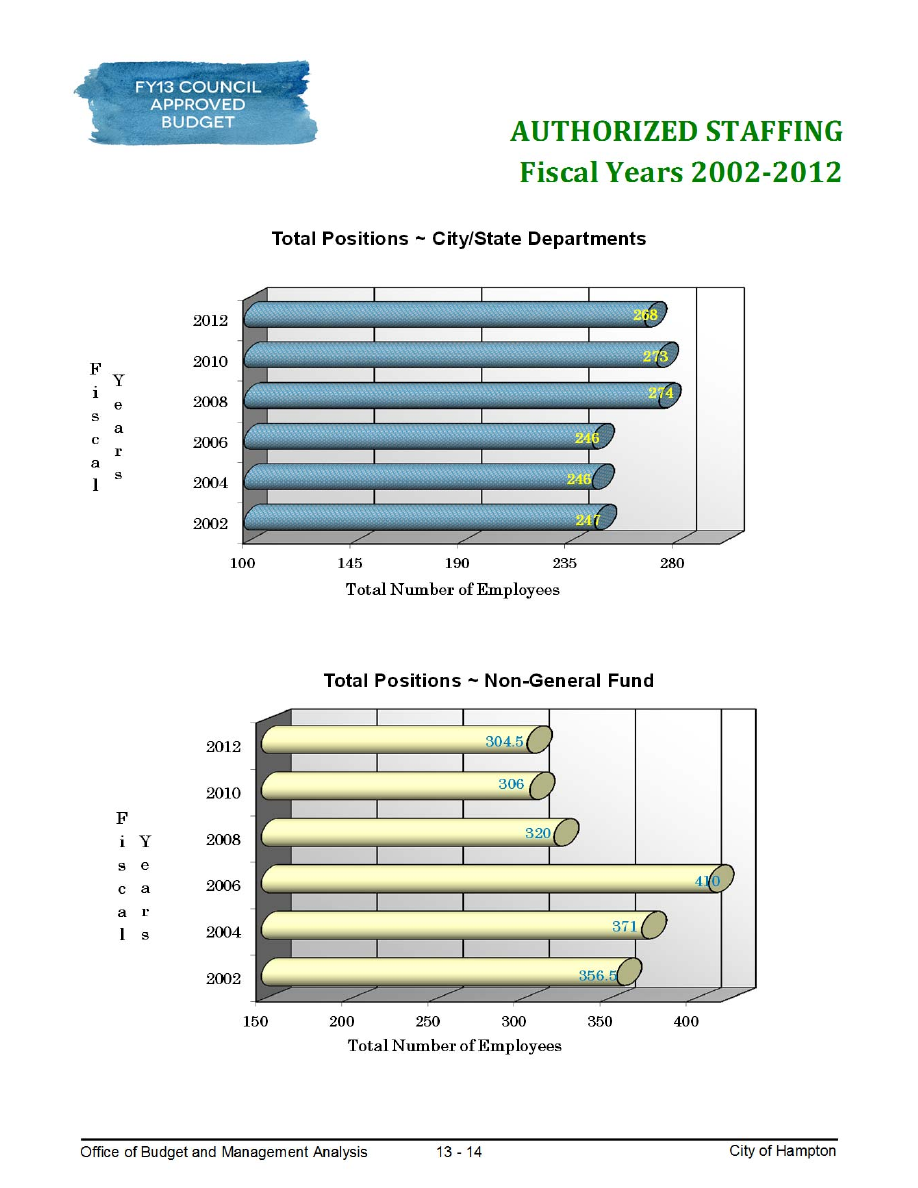 FY13 COUNCIL
APPROVED
BUDGET
AUTHORIZED STAFFING
Fiscal Years 2002-2012
Total Positions ~ City/State Departments
Fiscal
Years
2012
268
2010
273
2008
274
2006
246
2004
246
2002
247
100 145 190 235 280
Total Number of Employees
Total Positions ~ Non-General Fund
Fiscal
Years
2012
304.5
2010
306
2008
320
2006
410
2004
371
2002
356.5
150 200 250 300 350 400
Total Number of Employees
Office of Budget and Management Analysis 13 - 14 City of Hampton